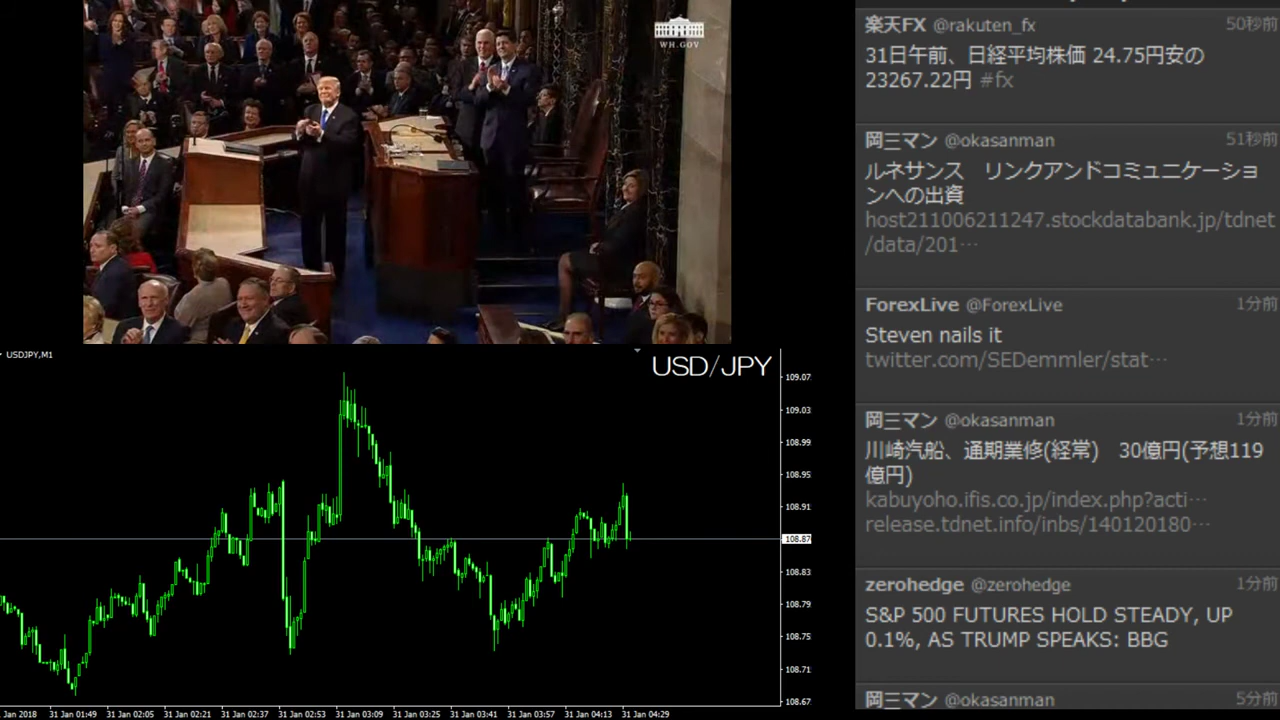 WH.GOV
USDJPY,M1
USD/JPY
109.07
109.03
108.99
108.95
108.91
108.87
108.83
108.79
108.75
108.71
108.67
Jan 2018
31 Jan 01:49
31 Jan 02:05
31 Jan 02:21
31 Jan 02:37
31 Jan 02:53
31 Jan 03:09
31 Jan 03:25
31 Jan 03:41
31 Jan 03:57
31 Jan 04:13
31 Jan 04:29
楽天FX @rakuten_fx 50秒前
31日午前、日経平均株価 24.75円安の
23267.22円 #fx
岡三マン @okasanman 51秒前
ルネサンス　リンクアンドコミュニケーショ
ンへの出資
host211006211247.stockdatabank.jp/tdnet
/data/201…
ForexLive @ForexLive 1分前
Steven nails it
twitter.com/SEDemmler/stat…
岡三マン @okasanman 1分前
川崎汽船、通期業修(経常)　30億円(予想119
億円)
kabuyoho.ifis.co.jp/index.php?acti…
release.tdnet.info/inbs/140120180…
zerohedge @zerohedge 1分前
S&P 500 FUTURES HOLD STEADY, UP
0.1%, AS TRUMP SPEAKS: BBG
岡三マン @okasanman 5分前